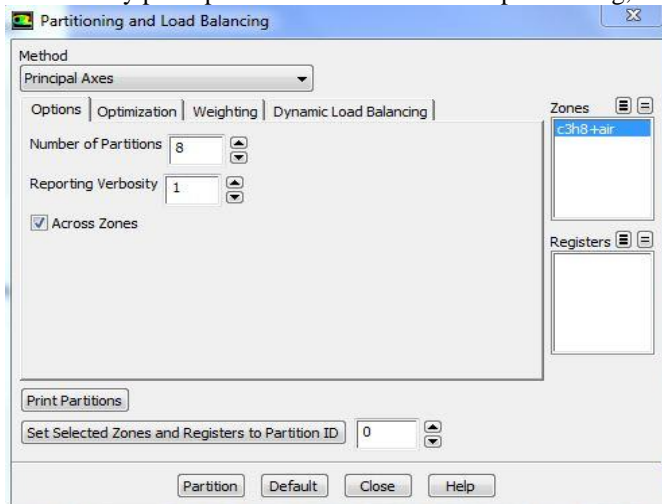 Partitioning and Load Balancing
Method
Principal Axes
Options Optimization Weighting Dynamic Load Balancing
Number of Partitions 8
Reporting Verbosity 1
Across Zones
Zones
c3h8+air
Registers
Print Partitions
Set Selected Zones and Registers to Partition ID 0
Partition Default Close Help